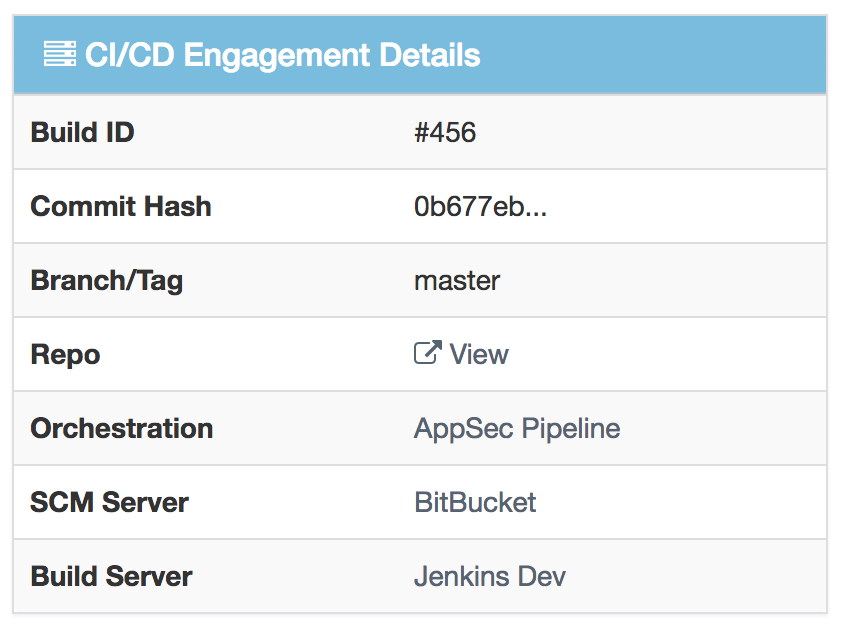 CI/CD Engagement Details
Build ID #456
Commit Hash 0b677eb...
Branch/Tag master
Repo View
Orchestration AppSec Pipeline
SCM Server BitBucket
Build Server Jenkins Dev